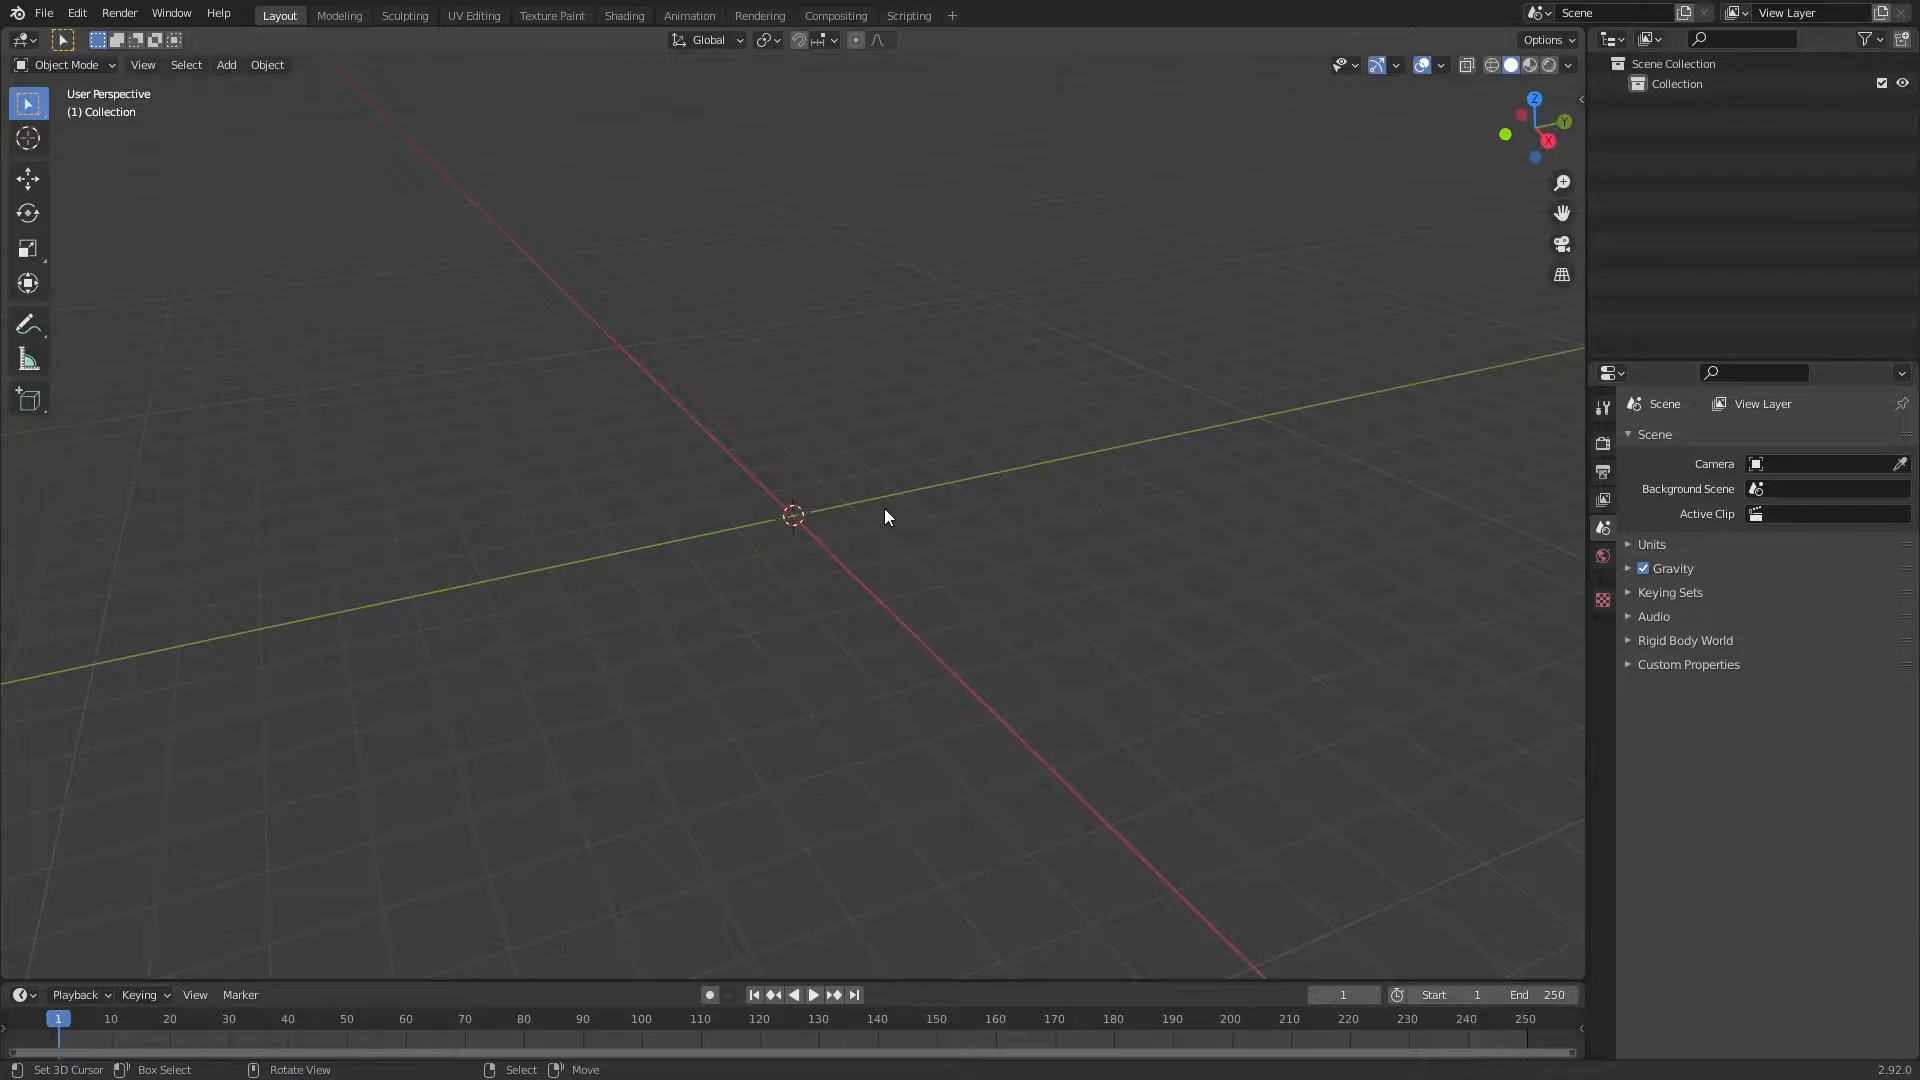 File Edit Render Window Help Layout Modeling Sculpting UV Editing Texture Paint Shading Animation Rendering Compositing Scripting + Scene View Layer
Global Options
Object Mode View Select Add Object
User Perspective
(1) Collection
Z
Y
X
Scene Collection
Collection
Scene View Layer
Scene
Camera
Background Scene
Active Clip
Units
Gravity
Keying Sets
Audio
Rigid Body World
Custom Properties
Playback Keying View Marker 1 Start 1 End 250
1 10 20 30 40 50 60 70 80 90 100 110 120 130 140 150 160 170 180 190 200 210 220 230 240 250
Set 3D Cursor Box Select Rotate View Select Move 2.92.0